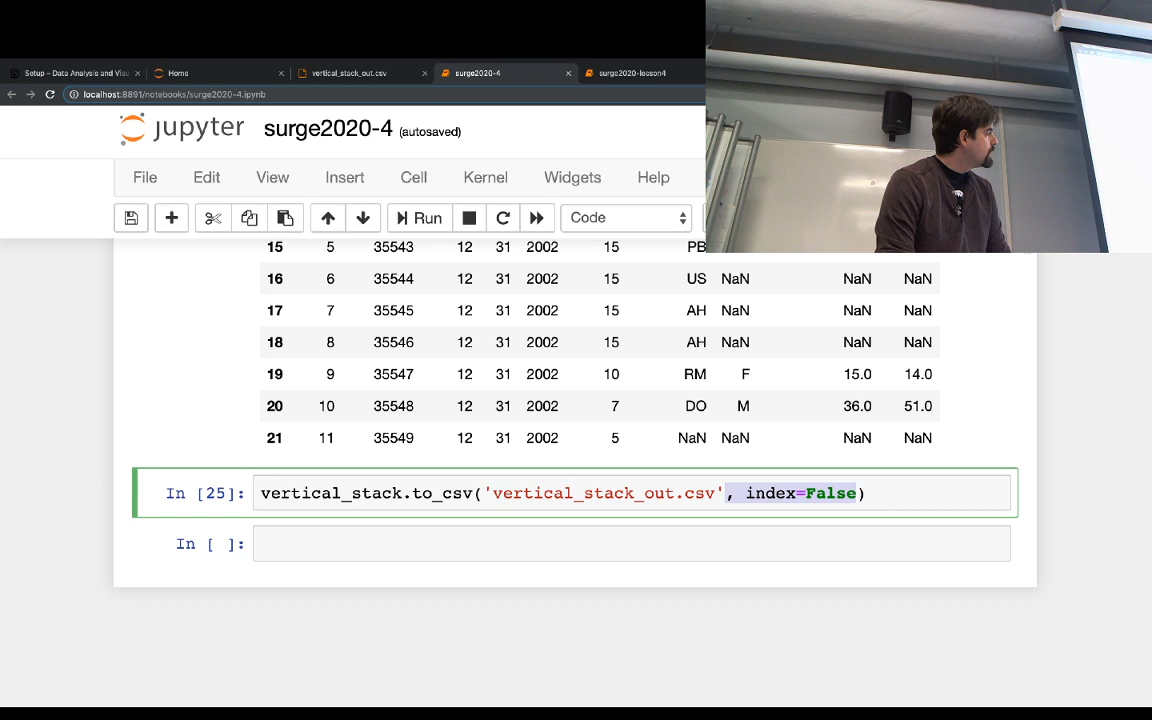 Setup – Data Analysis and Visu
Home
vertical_stack_out.csv
surge2020-4
surge2020-lesson4
localhost:8891/notebooks/surge2020-4.ipynb
jupyter surge2020-4 (autosaved)
File Edit View Insert Cell Kernel Widgets Help
Run Code
15 5 35543 12 31 2002 15 PB
16 6 35544 12 31 2002 15 US NaN NaN NaN
17 7 35545 12 31 2002 15 AH NaN NaN NaN
18 8 35546 12 31 2002 15 AH NaN NaN NaN
19 9 35547 12 31 2002 10 RM F 15.0 14.0
20 10 35548 12 31 2002 7 DO M 36.0 51.0
21 11 35549 12 31 2002 5 NaN NaN NaN NaN
In [25]: vertical_stack.to_csv('vertical_stack_out.csv', index=False)
In [ ]: